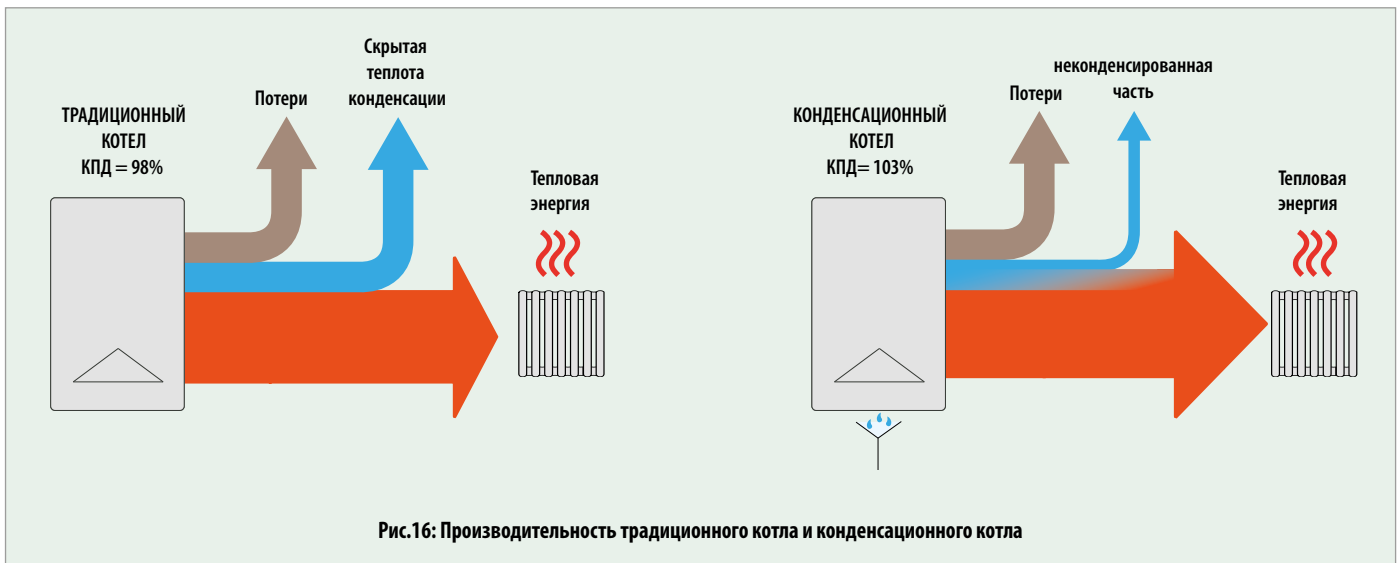 ТРАДИЦИОННЫЙ
КОТЕЛ
КПД = 98%
Потери
Скрытая
теплота
конденсации
Тепловая
энергия
КОНДЕНСАЦИОННЫЙ
КОТЕЛ
КПД= 103%
Потери
неконденсированная
часть
Тепловая
энергия
Рис.16: Производительность традиционного котла и конденсационного котла